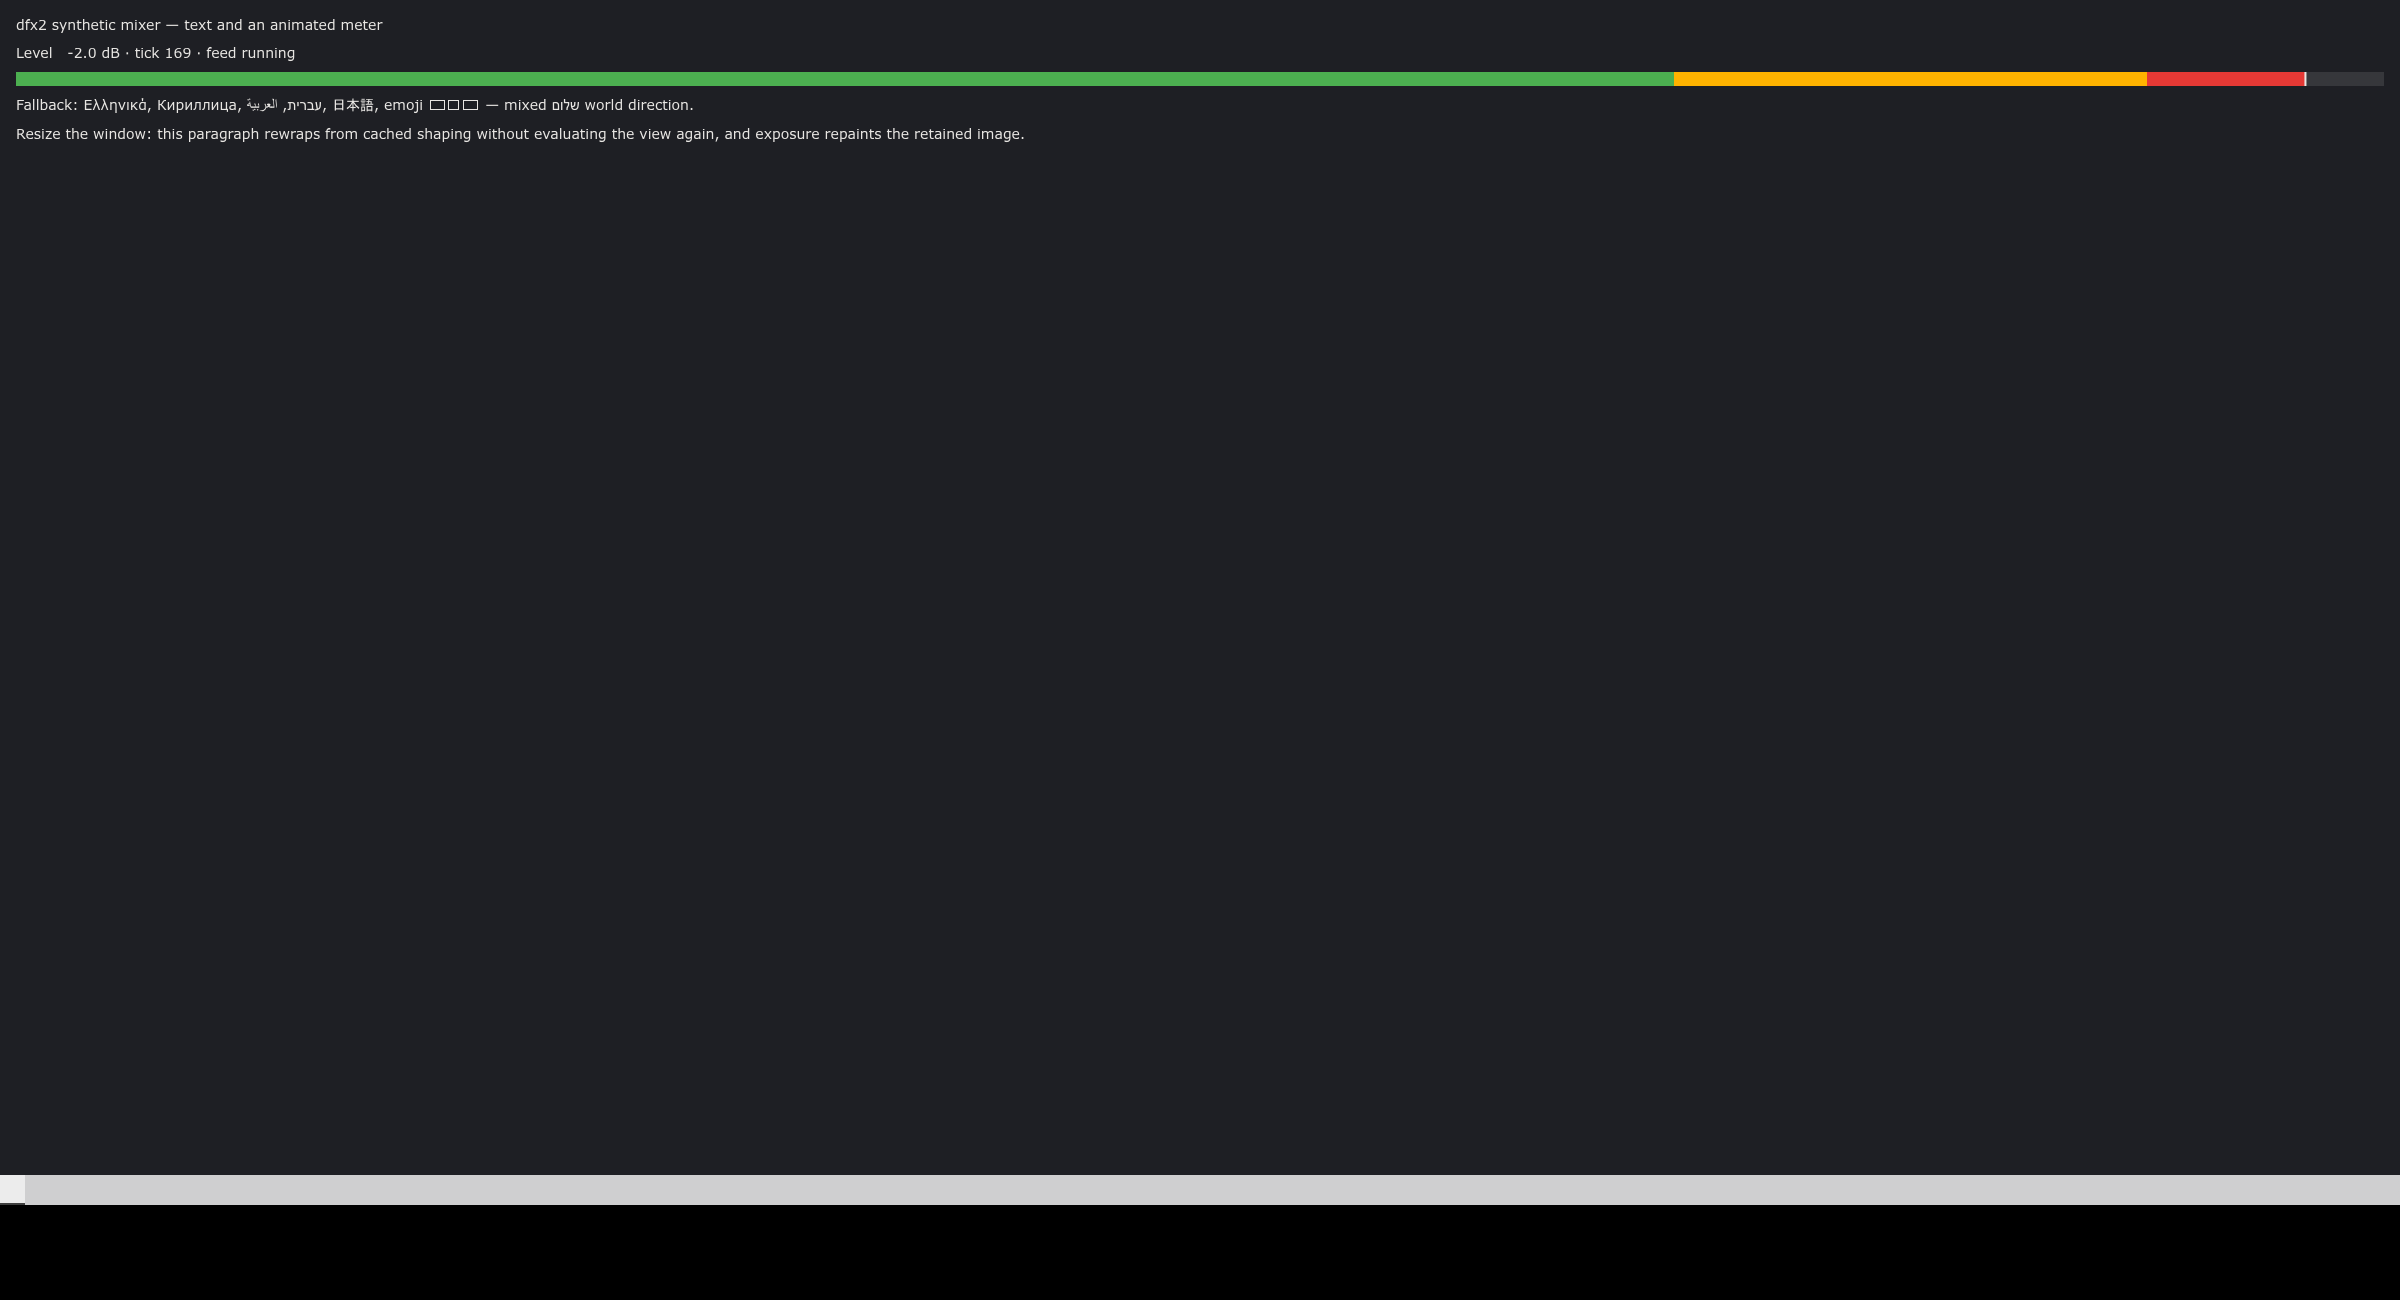 dfx2 synthetic mixer — text and an animated meter
Level -2.0 dB · tick 169 · feed running
Fallback: Ελληνικά, Кириллица, עברית, العربية, 日本語, emoji — mixed שלום world direction.
Resize the window: this paragraph rewraps from cached shaping without evaluating the view again, and exposure repaints the retained image.